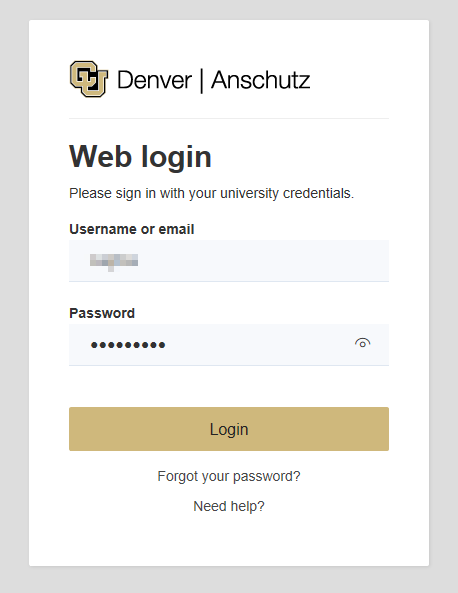 CU Denver | Anschutz
Web login
Please sign in with your university credentials.
Username or email
Password
•••••••••
Login
Forgot your password?
Need help?